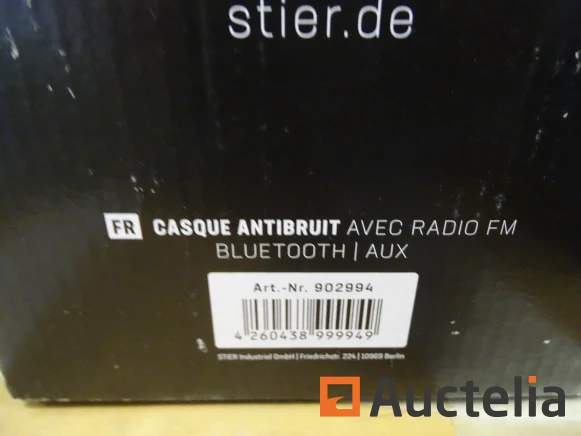 stier.de
FR CASQUE ANTIBRUIT AVEC RADIO FM
BLUETOOTH | AUX
Art.-Nr. 902994
4 260438 999949
STIER Industrial GmbH | Friedrichstr. 224 | 10969 Berlin
Auctelia